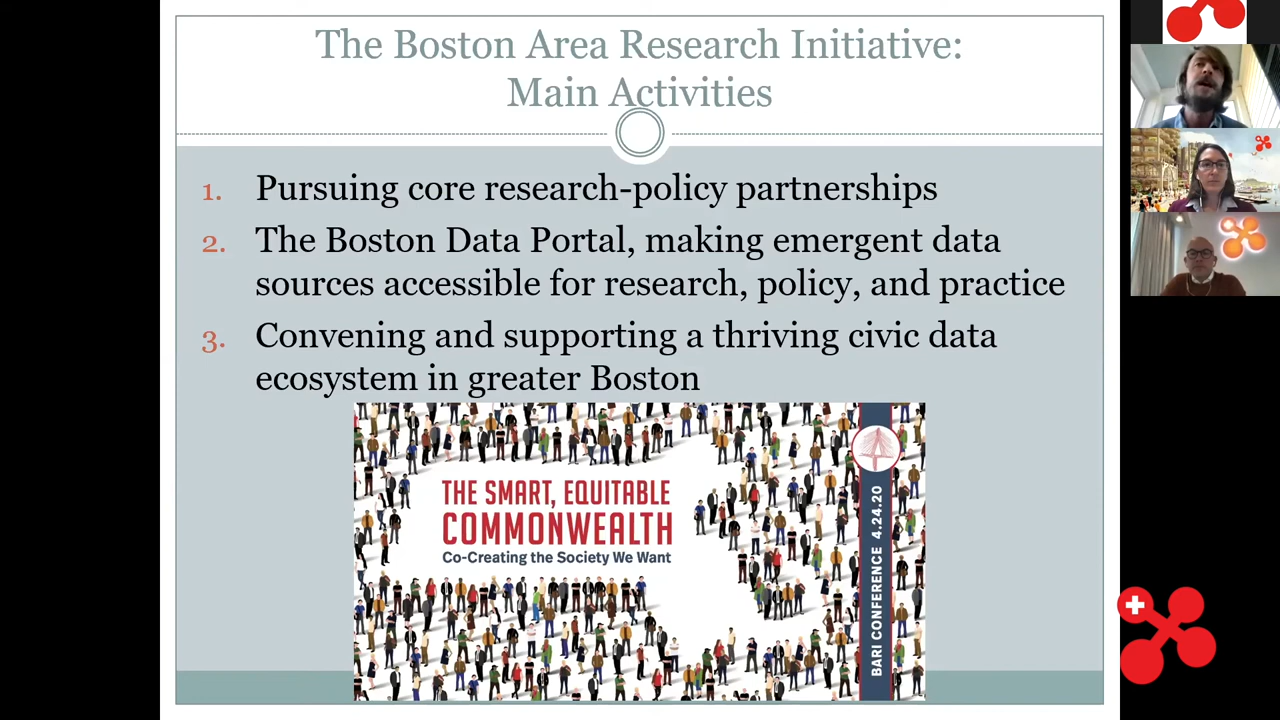 The Boston Area Research Initiative:
Main Activities
1. Pursuing core research-policy partnerships
2. The Boston Data Portal, making emergent data
sources accessible for research, policy, and practice
3. Convening and supporting a thriving civic data
ecosystem in greater Boston
THE SMART, EQUITABLE
COMMONWEALTH
Co-Creating the Society We Want
BARI CONFERENCE 4.24.20